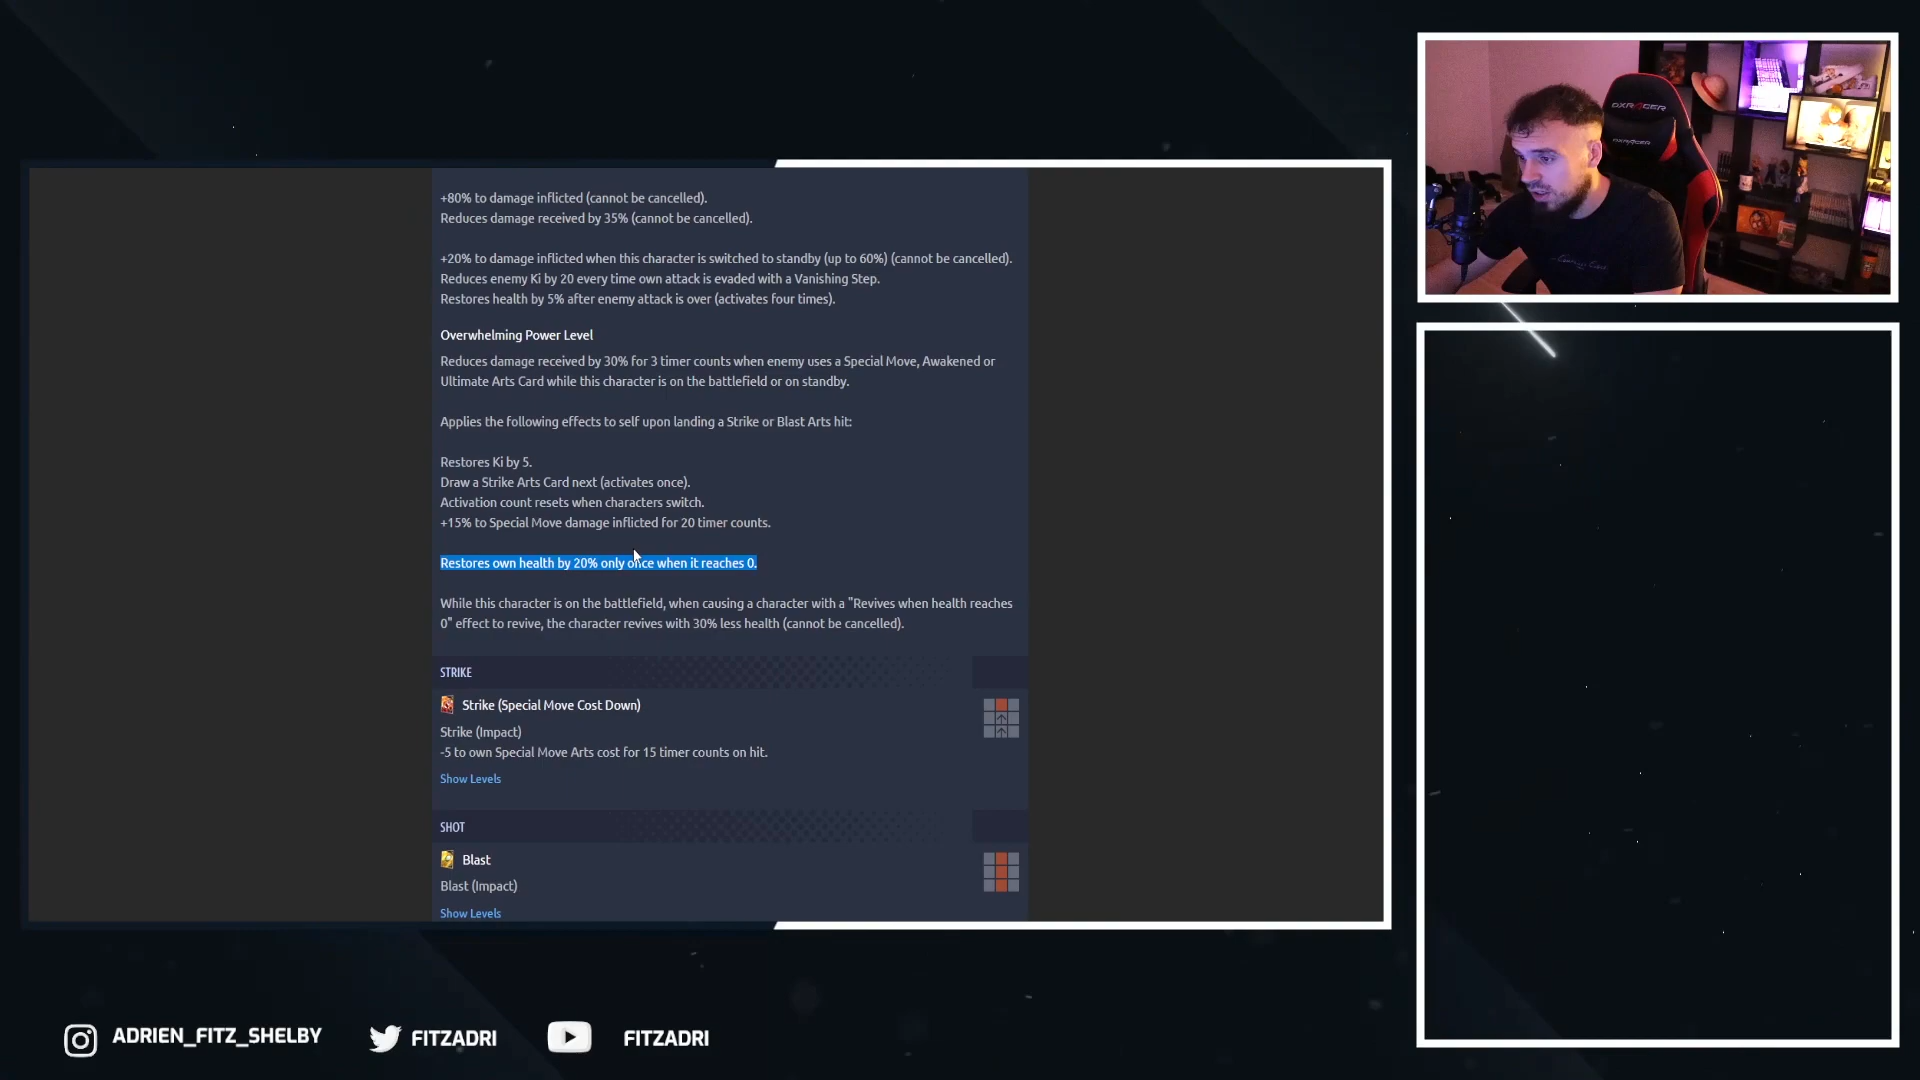 +80% to damage inflicted (cannot be cancelled).
Reduces damage received by 35% (cannot be cancelled).
+20% to damage inflicted when this character is switched to standby (up to 60%) (cannot be cancelled).
Reduces enemy Ki by 20 every time own attack is evaded with a Vanishing Step.
Restores health by 5% after enemy attack is over (activates four times).
Overwhelming Power Level
Reduces damage received by 30% for 3 timer counts when enemy uses a Special Move, Awakened or
Ultimate Arts Card while this character is on the battlefield or on standby.
Applies the following effects to self upon landing a Strike or Blast Arts hit:
Restores Ki by 5.
Draw a Strike Arts Card next (activates once).
Activation count resets when characters switch.
+15% to Special Move damage inflicted for 20 timer counts.
Restores own health by 20% only once when it reaches 0.
While this character is on the battlefield, when causing a character with a "Revives when health reaches
0" effect to revive, the character revives with 30% less health (cannot be cancelled).
STRIKE
Strike (Special Move Cost Down)
Strike (Impact)
-5 to own Special Move Arts cost for 15 timer counts on hit.
Show Levels
SHOT
Blast
Blast (Impact)
Show Levels
DXRACER
DXRACER
ADRIEN_FITZ_SHELBY
FITZADRI
FITZADRI